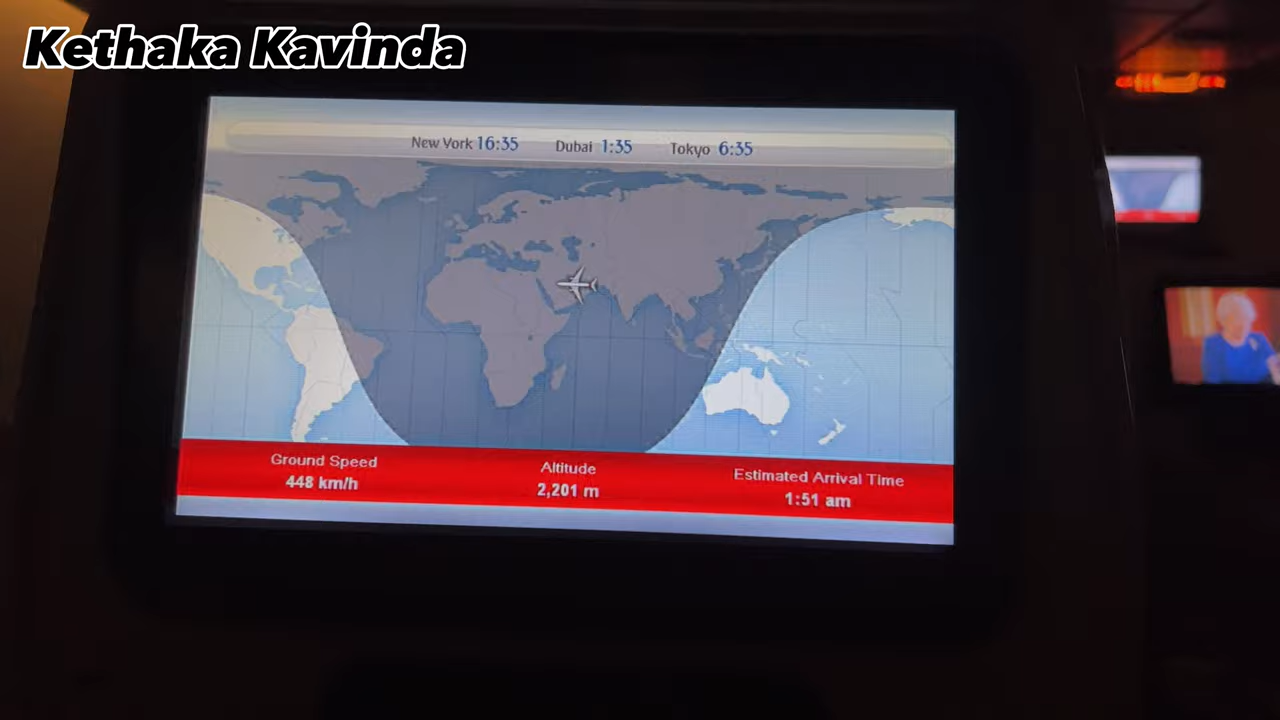 Kethaka Kavinda
New York 16:35 Dubai 1:35 Tokyo 6:35
Ground Speed Altitude Estimated Arrival Time
448 km/h 2,201 m 1:51 am